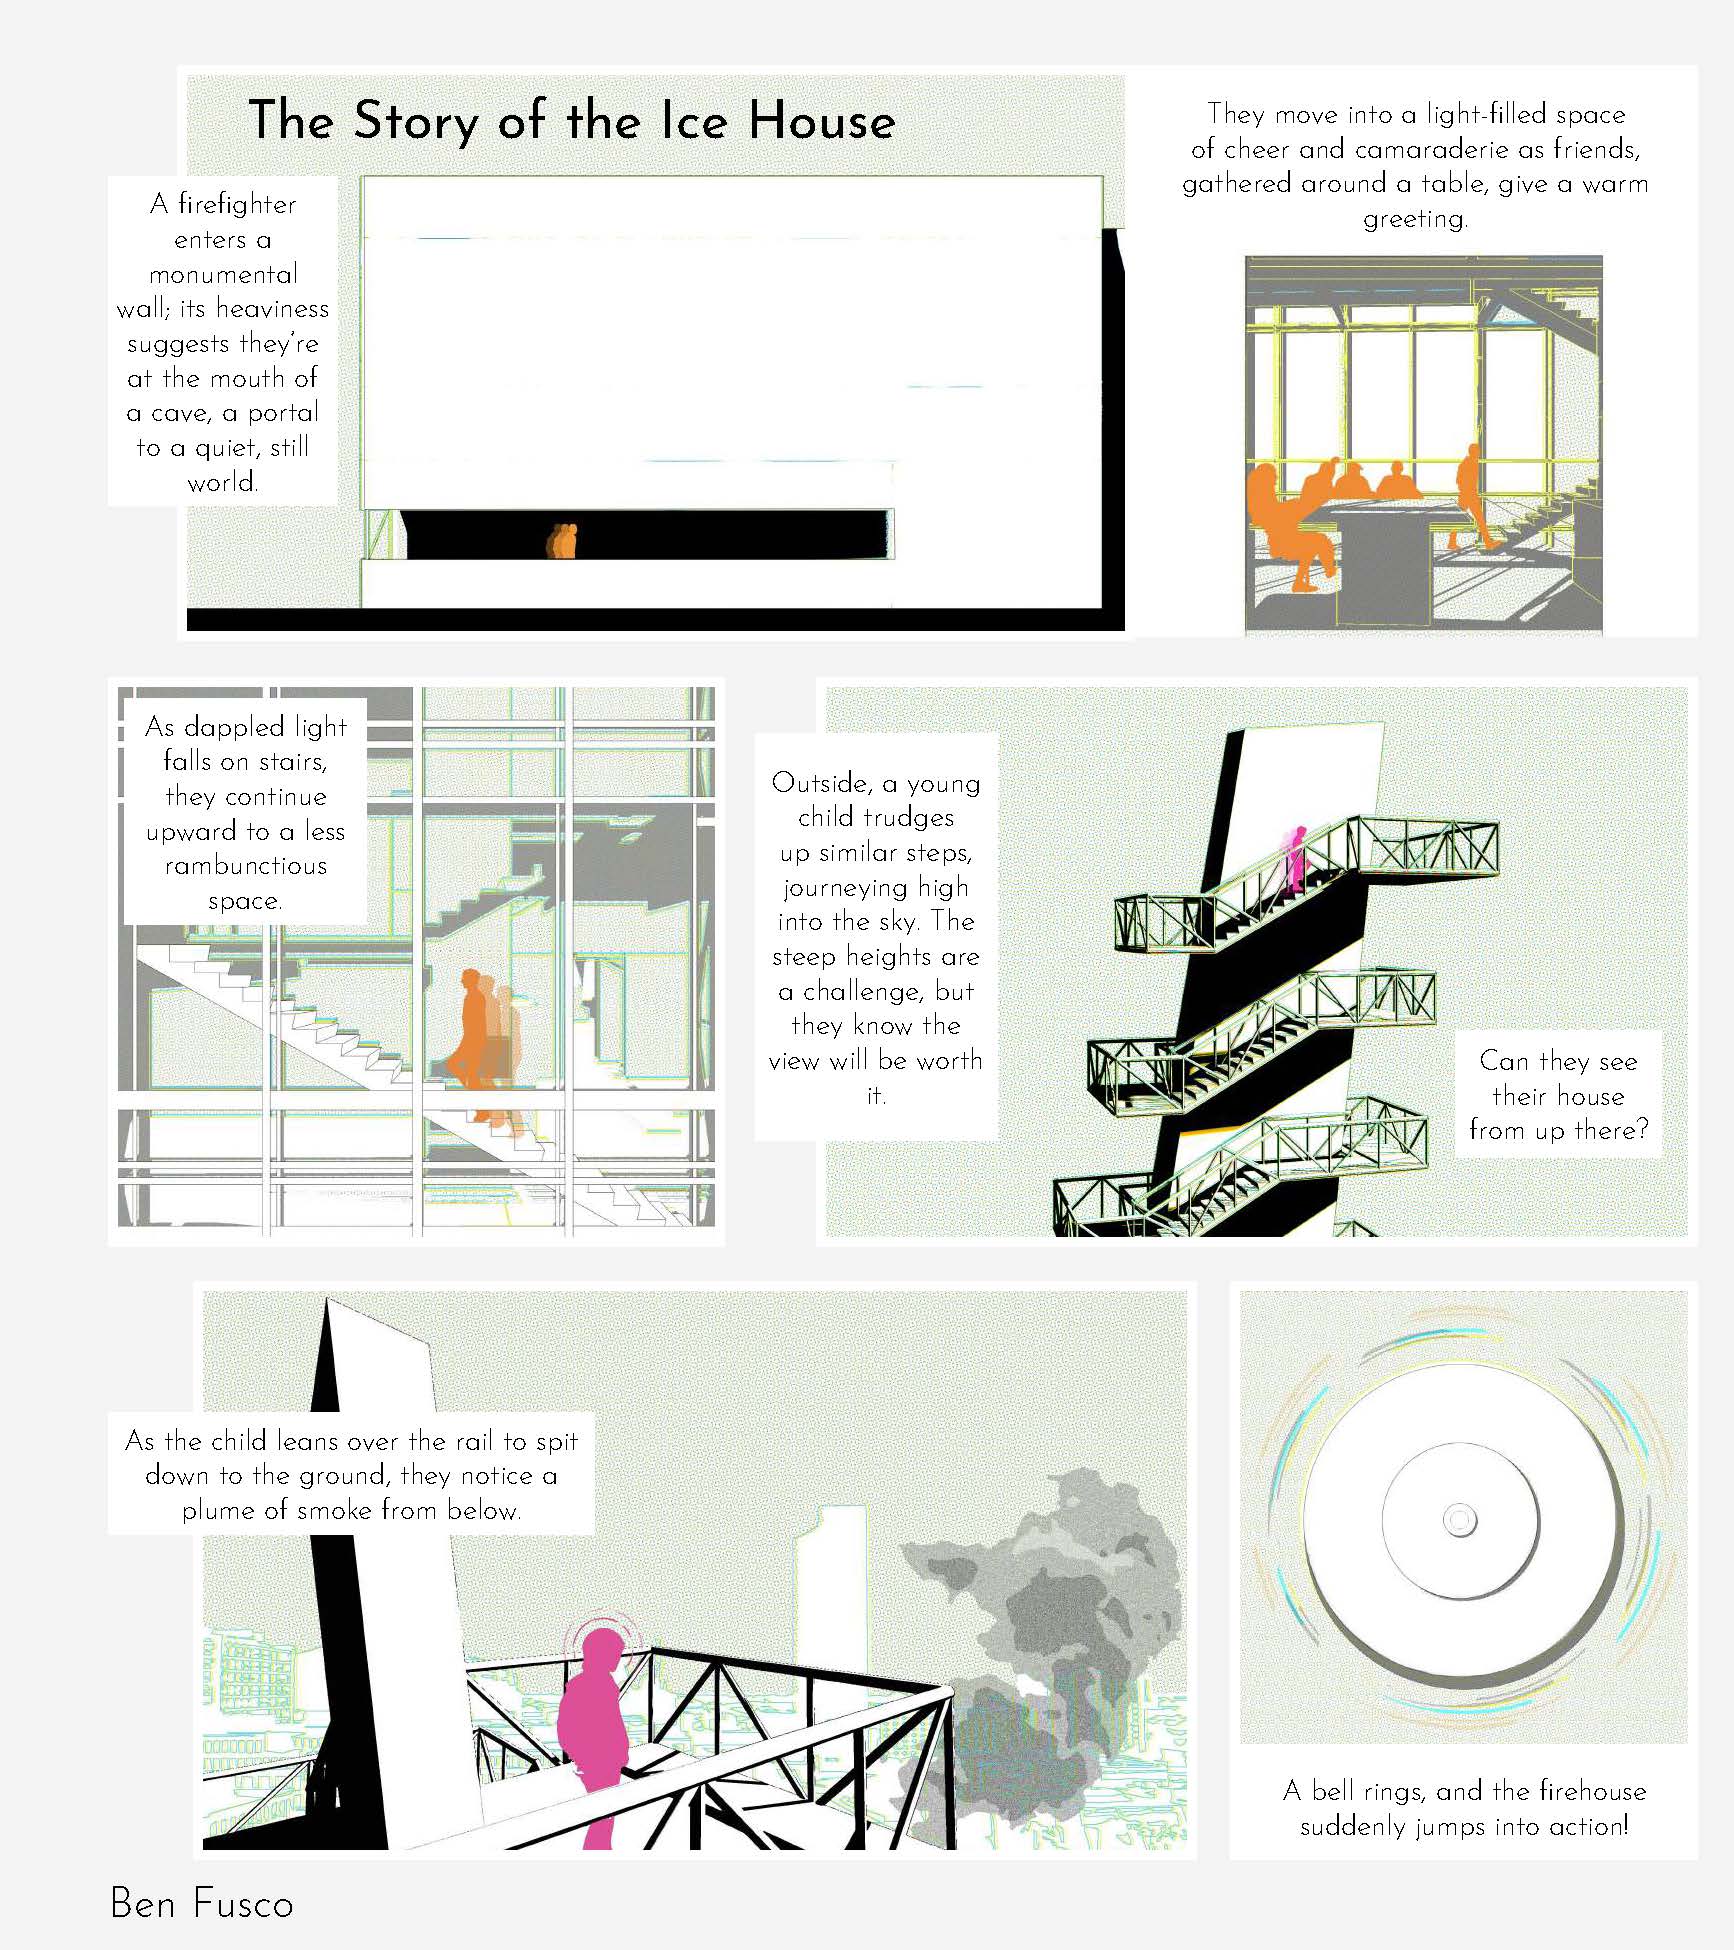 The Story of the Ice House
A firefighter
enters a
monumental
wall; its heaviness
suggests they're
at the mouth of
a cave, a portal
to a quiet, still
world.
They move into a light-filled space
of cheer and camaraderie as friends,
gathered around a table, give a warm
greeting.
As dappled light
falls on stairs,
they continue
upward to a less
rambunctious
space.
Outside, a young
child trudges
up similar steps,
journeying high
into the sky. The
steep heights are
a challenge, but
they know the
view will be worth
it.
Can they see
their house
from up there?
As the child leans over the rail to spit
down to the ground, they notice a
plume of smoke from below.
A bell rings, and the firehouse
suddenly jumps into action!
Ben Fusco